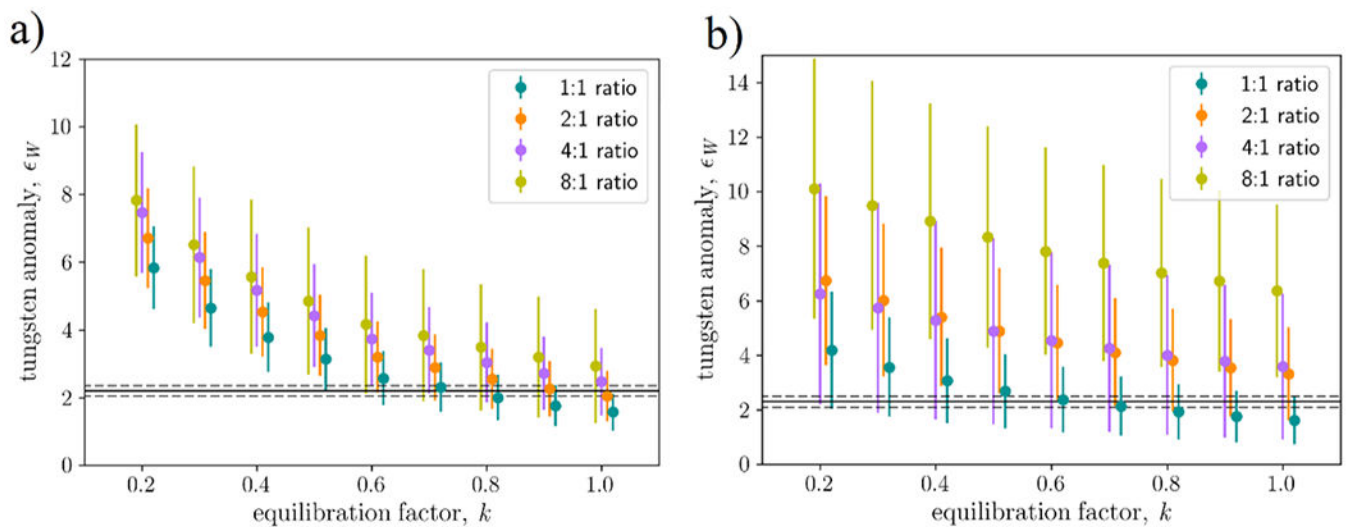 a)
12
10
8
6
4
2
0
tungsten anomaly, ϵW
1:1 ratio
2:1 ratio
4:1 ratio
8:1 ratio
0.2 0.4 0.6 0.8 1.0
equilibration factor, k
b)
14
12
10
8
6
4
2
0
tungsten anomaly, ϵW
1:1 ratio
2:1 ratio
4:1 ratio
8:1 ratio
0.2 0.4 0.6 0.8 1.0
equilibration factor, k